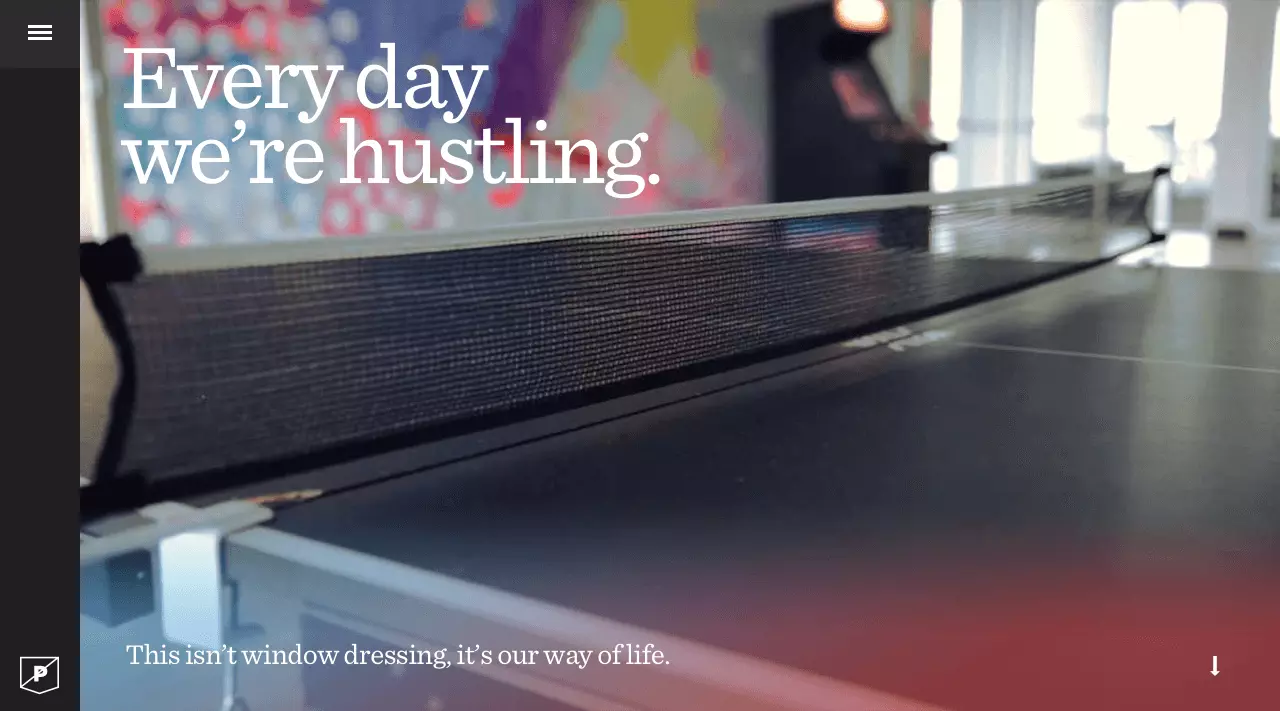 Every day
we’re hustling.
This isn’t window dressing, it’s our way of life.
P